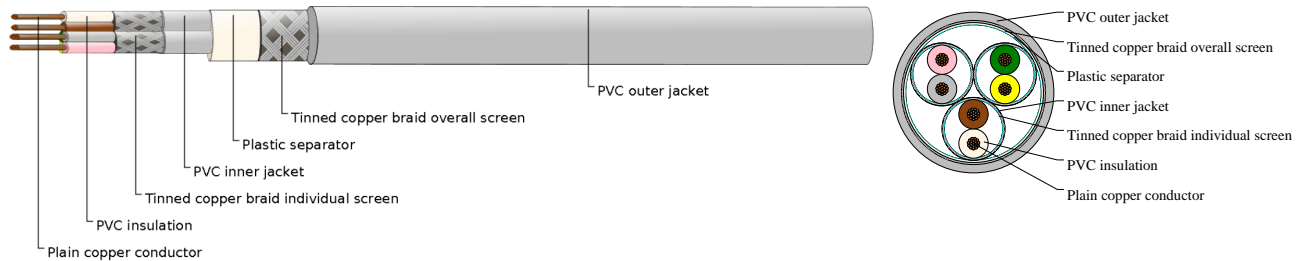 PVC outer jacket
Tinned copper braid overall screen
Plastic separator
PVC inner jacket
Tinned copper braid individual screen
PVC insulation
Plain copper conductor
PVC outer jacket
Tinned copper braid overall screen
Plastic separator
PVC inner jacket
Tinned copper braid individual screen
PVC insulation
Plain copper conductor